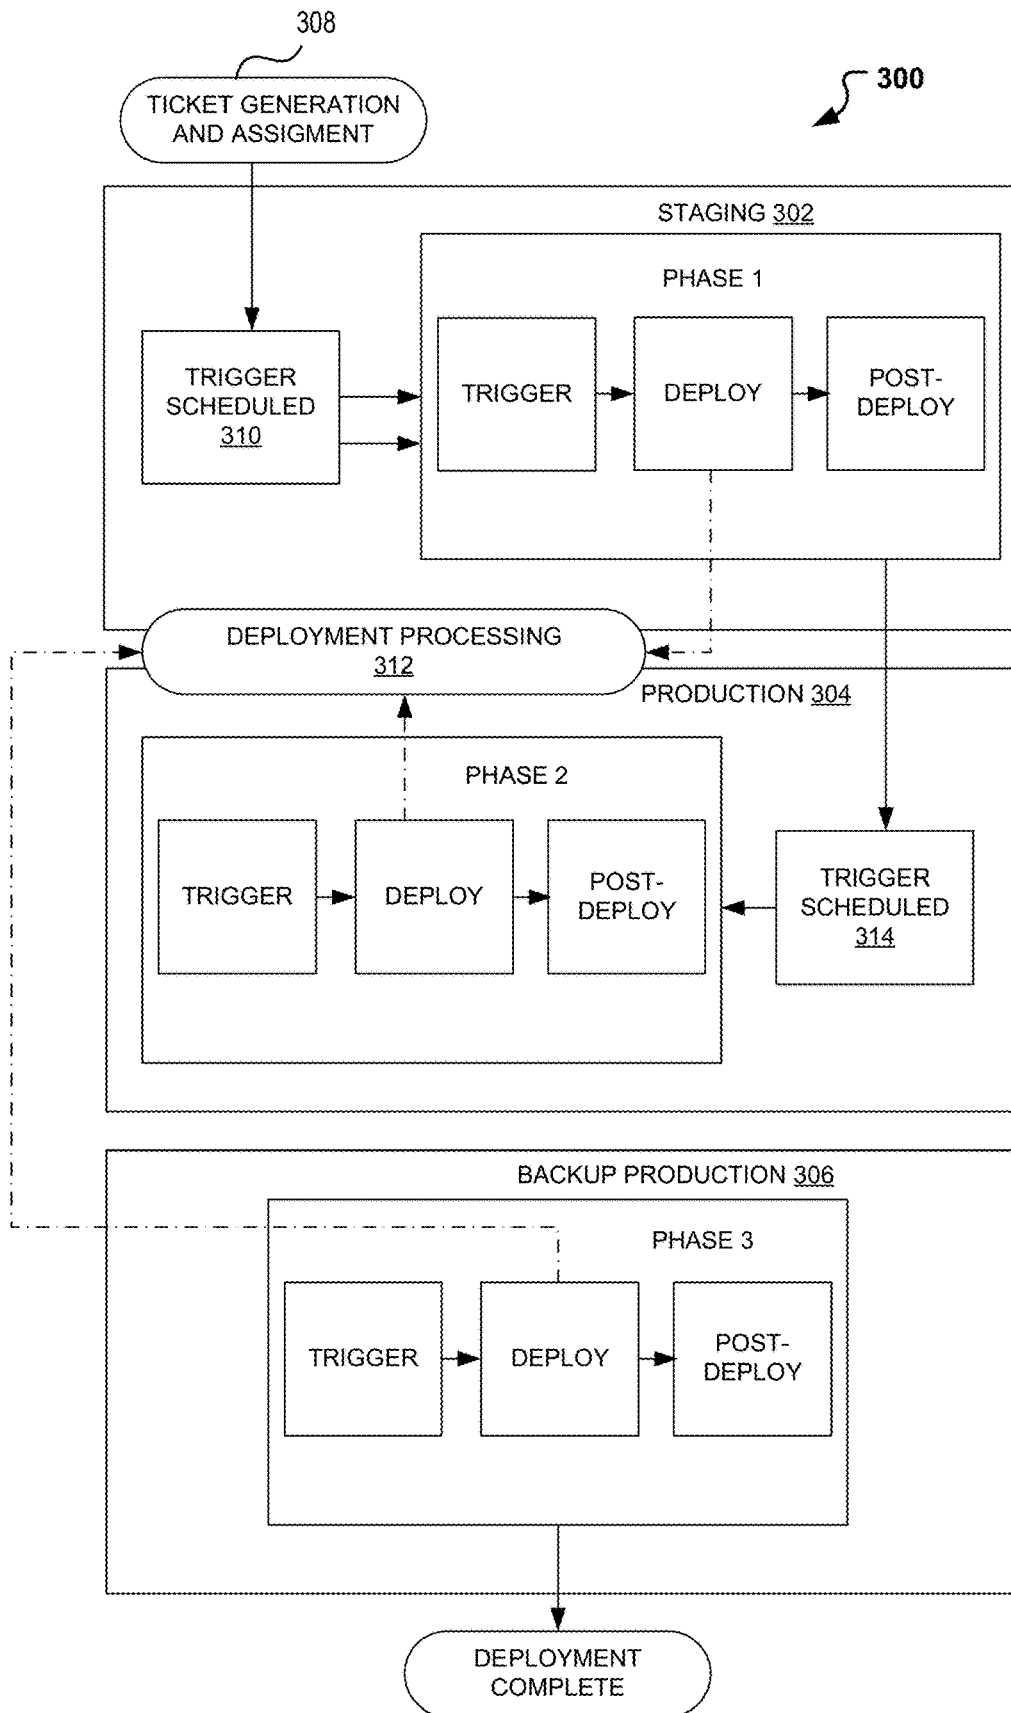 308
300
TICKET GENERATION
AND ASSIGMENT
STAGING 302
PHASE 1
TRIGGER
SCHEDULED
310
TRIGGER
DEPLOY
POST-
DEPLOY
DEPLOYMENT PROCESSING
312
PRODUCTION 304
PHASE 2
TRIGGER
DEPLOY
POST-
DEPLOY
TRIGGER
SCHEDULED
314
BACKUP PRODUCTION 306
PHASE 3
TRIGGER
DEPLOY
POST-
DEPLOY
DEPLOYMENT
COMPLETE